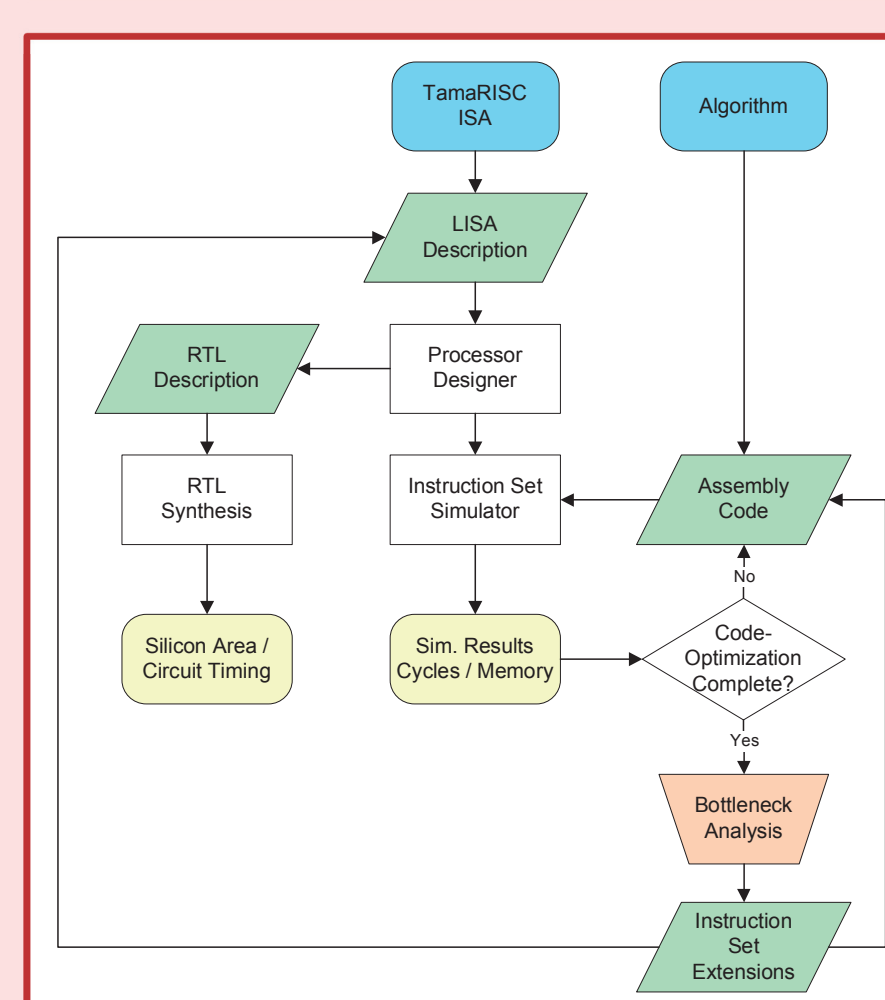 TamaRISC
ISA
Algorithm
LISA
Description
RTL
Description
Processor
Designer
RTL
Synthesis
Instruction Set
Simulator
Assembly
Code
No
Silicon Area /
Circuit Timing
Sim. Results
Cycles / Memory
Code-
Optimization
Complete?
Yes
Bottleneck
Analysis
Instruction
Set
Extensions